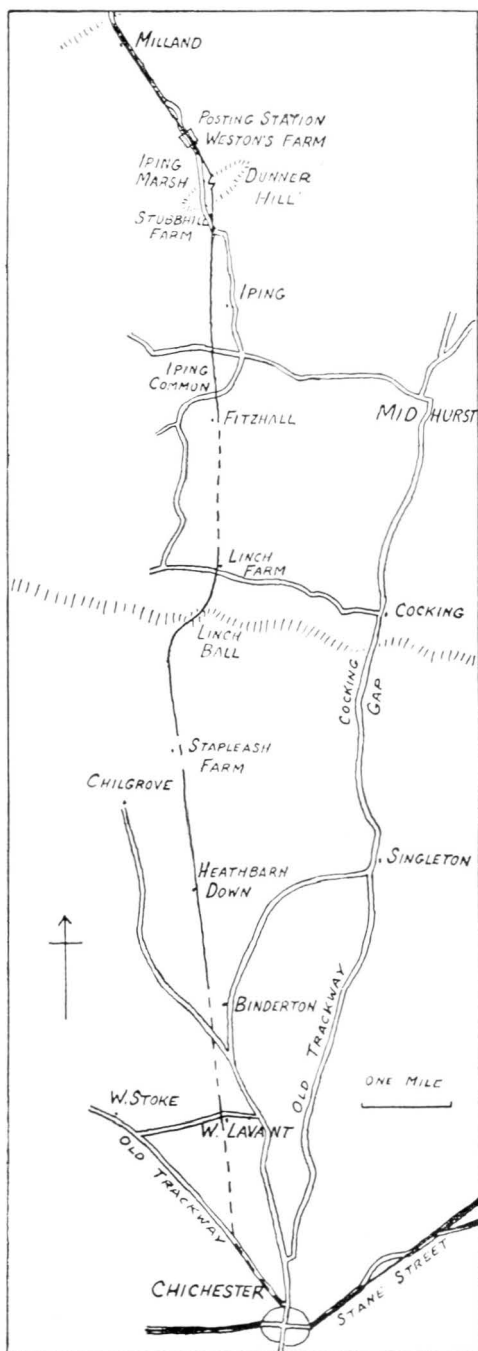 MILLAND
POSTING STATION
WESTON'S FARM
IPING
MARSH
DUNNER
HILL
STUBBHILL
FARM
IPING
IPING
COMMON
MIDHURST
FITZHALL
LINCH
FARM
COCKING
LINCH
BALL
COCKING
GAP
STAPLEASH
FARM
CHILGROVE
SINGLETON
HEATHBARN
DOWN
BINDERTON
OLD TRACKWAY
ONE MILE
W. STOKE
W. LAVANT
OLD TRACKWAY
CHICHESTER
STANE STREET